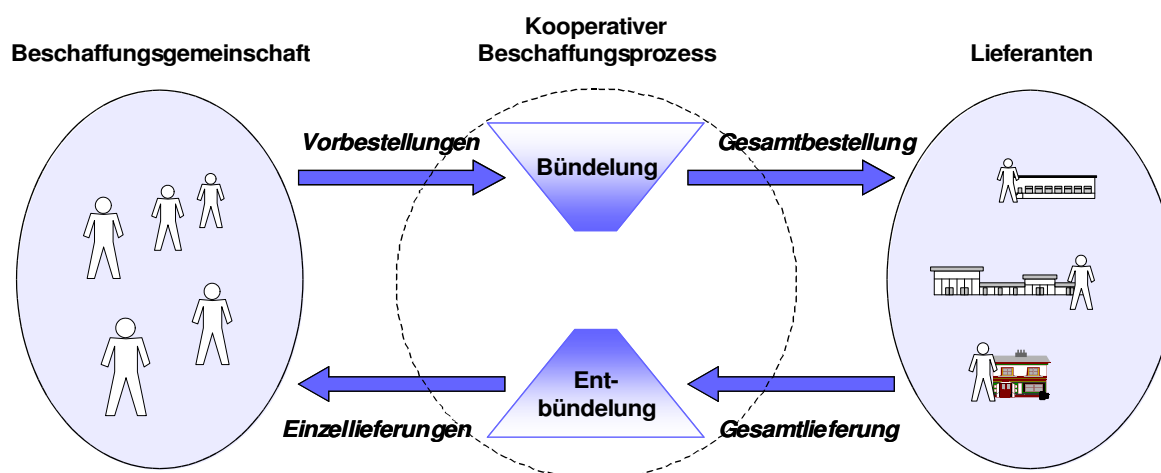 Beschaffungsgemeinschaft
Kooperativer
Beschaffungsprozess
Lieferanten
Vorbestellungen
Bündelung
Gesamtbestellung
Einzellieferungen
Ent-
bündelung
Gesamtlieferung